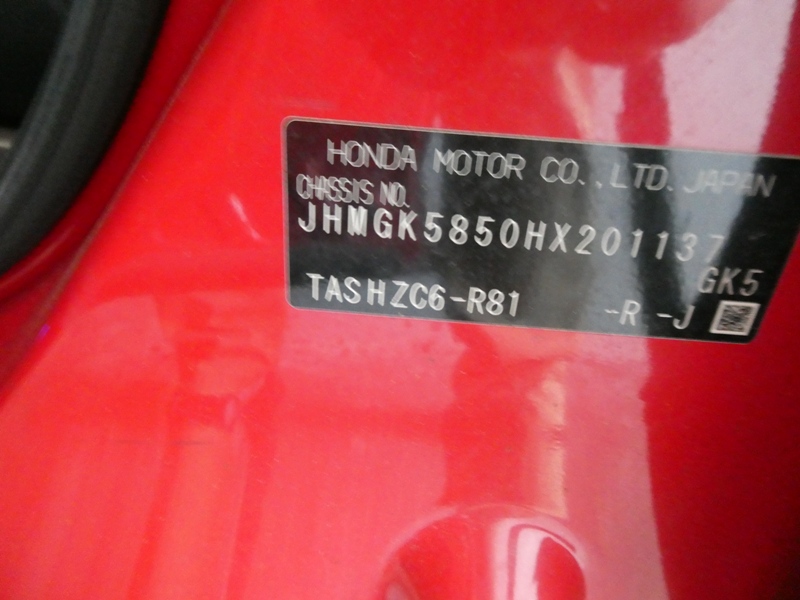 HONDA MOTOR CO.,LTD.JAPAN
CHASSIS NO.
JHMGK5850HX201137
GK5
TASHZC6-R81 -R -J